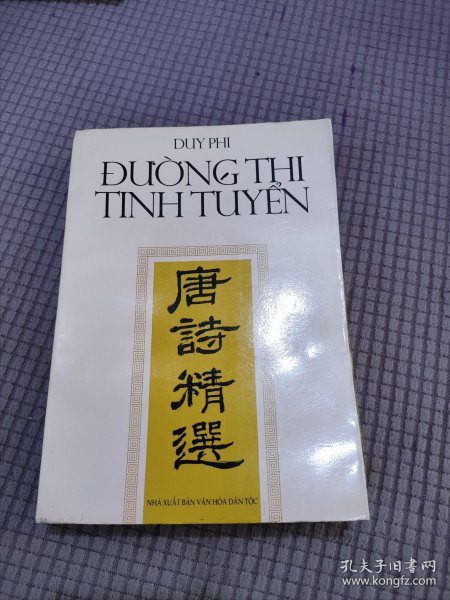 DUY PHI
ĐƯỜNG THI
TINH TUYỂN
唐
詩
精
選
NHÀ XUẤT BẢN VĂN HÓA DÂN TỘC
孔夫子旧书网
www.kongfz.com